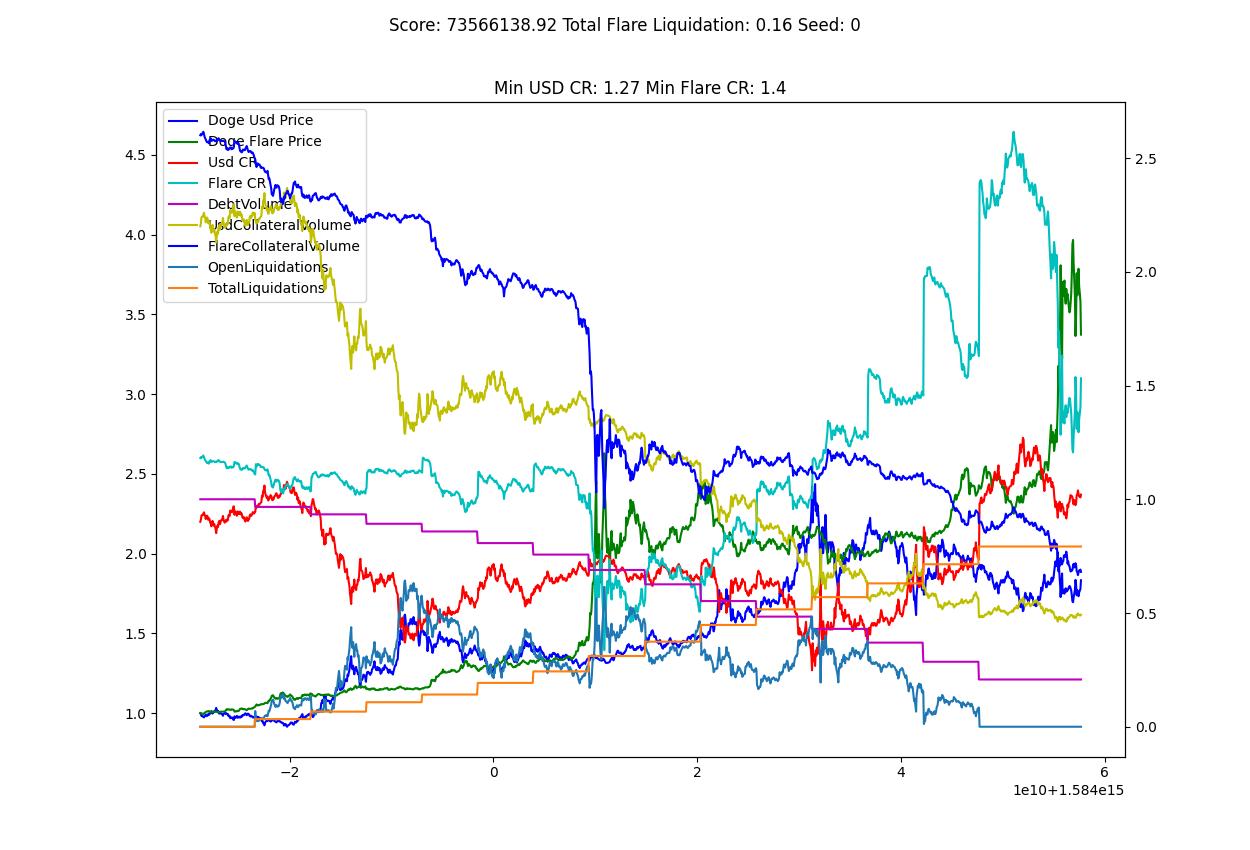 Score: 73566138.92 Total Flare Liquidation: 0.16 Seed: 0
Min USD CR: 1.27 Min Flare CR: 1.4
Doge Usd Price
Doge Flare Price
Usd CR
Flare CR
DebtVolume
UsdCollateralVolume
FlareCollateralVolume
OpenLiquidations
TotalLiquidations
4.5
4.0
3.5
3.0
2.5
2.0
1.5
1.0
2.5
2.0
1.5
1.0
0.5
0.0
−2
0
2
4
6
1e10+1.584e15